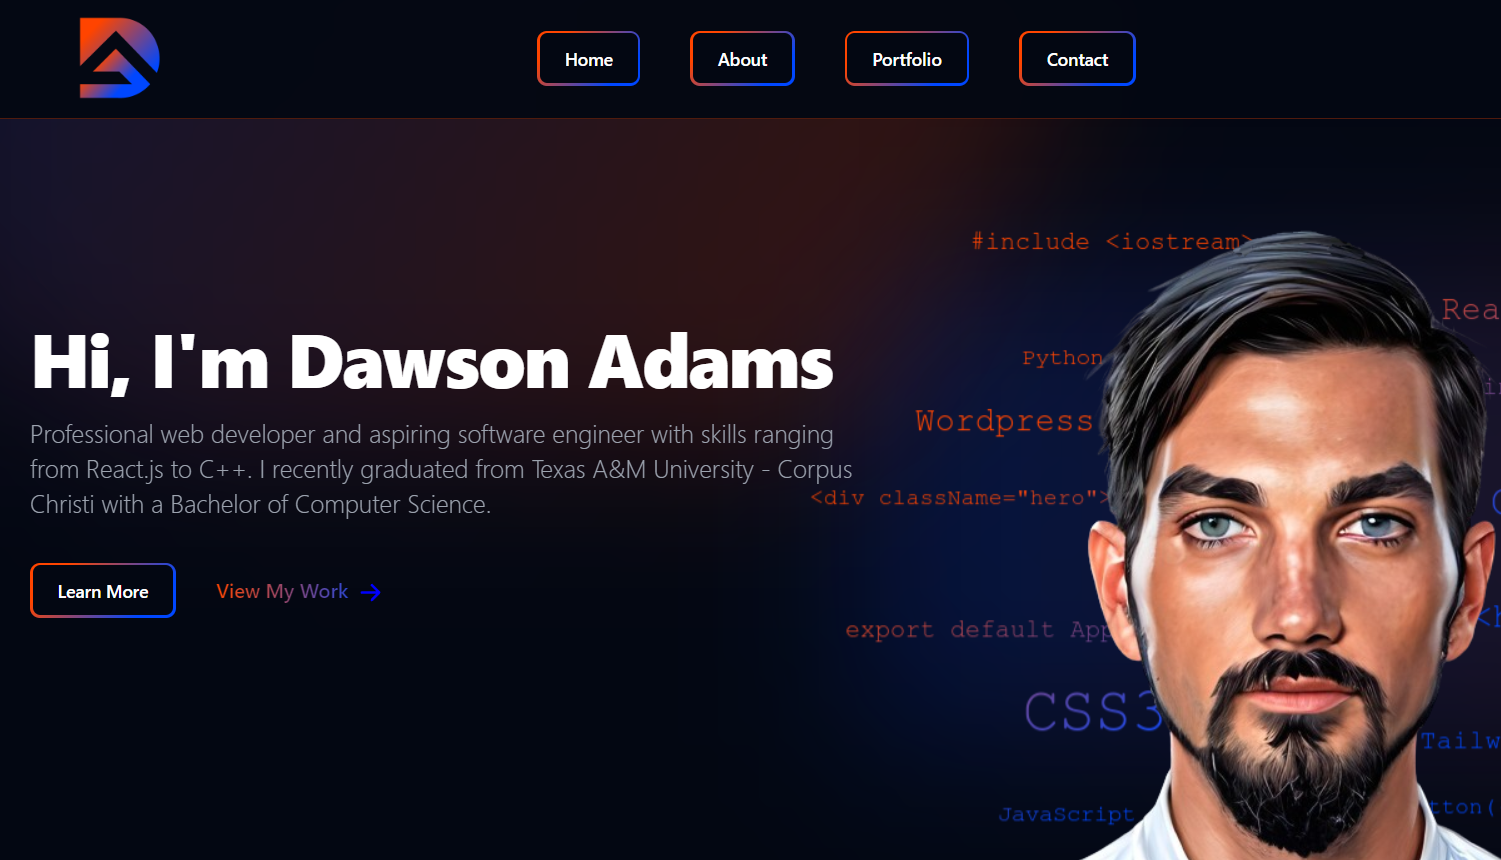 Home
About
Portfolio
Contact
#include <iostream>
Rea
Python
Wordpress
<div className="hero">
Hi, I'm Dawson Adams
Professional web developer and aspiring software engineer with skills ranging
from React.js to C++. I recently graduated from Texas A&M University - Corpus
Christi with a Bachelor of Computer Science.
Learn More
View My Work
export default App
CSS3
Tailw
JavaScript
tton(